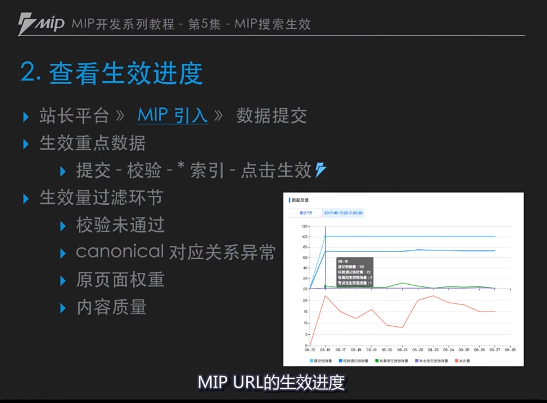 MIP MIP开发系列教程 - 第5集 - MIP搜索生效
2. 查看生效进度
站长平台 》 MIP 引入 》 数据提交
生效重点数据
提交 - 校验 - * 索引 - 点击生效
生效量过滤环节
校验未通过
canonical 对应关系异常
原页面权重
内容质量
MIP URL的生效进度